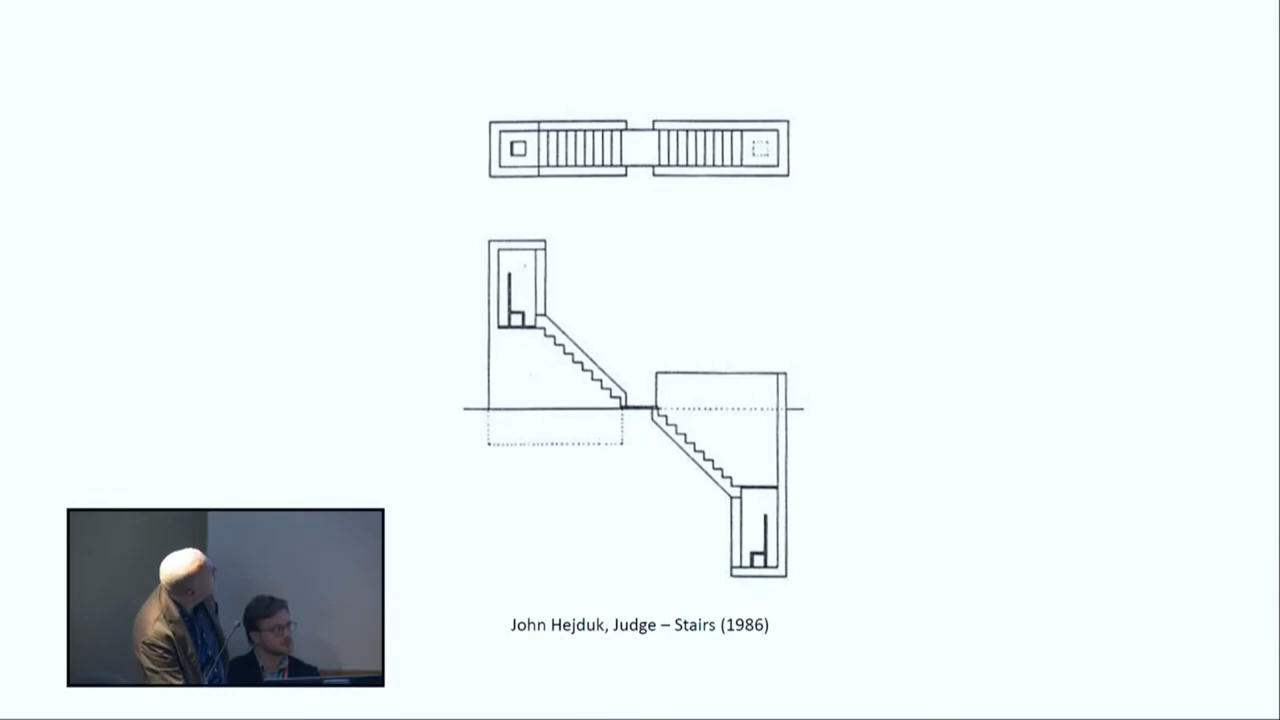 John Hejduk, Judge – Stairs (1986)